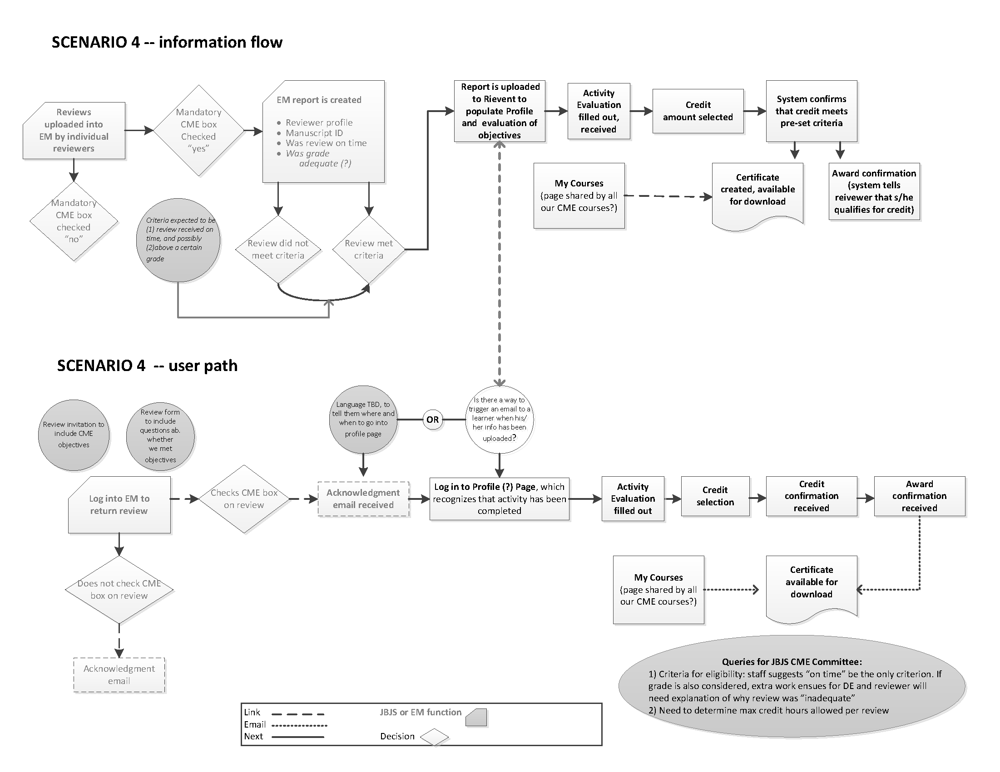 SCENARIO 4 -- information flow
Reviews
uploaded into
EM by individual
reviewers
Mandatory
CME box
Checked
“yes”
Mandatory
CME box
checked
“no”
EM report is created
• Reviewer profile
• Manuscript ID
• Was review on time
• Was grade
adequate (?)
Criteria expected to be
(1) review received on
time, and possibly
(2)above a certain
grade
Review did not
meet criteria
Review met
criteria
Report is uploaded
to Rievent to
populate Profile
and evaluation of
objectives
Activity
Evaluation
filled out,
received
Credit
amount selected
System confirms
that credit meets
pre-set criteria
My Courses
(page shared by all
our CME courses?)
Certificate
created, available
for download
Award confirmation
(system tells
reivewer that s/he
qualifies for credit)
SCENARIO 4 -- user path
Review invitation to
include CME
objectives
Review form
to include
questions ab.
whether
we met
objectives
Language TBD, to
tell them where and
when to go into
profile page
OR
Is there a way to
trigger an email to a
learner when his/
her info has been
uploaded?
Log into EM to
return review
Checks CME box
on review
Acknowledgment
email received
Log in to Profile (?) Page, which
recognizes that activity has been
completed
Activity
Evaluation
filled out
Credit
selection
Credit
confirmation
received
Award
confirmation
received
Does not check CME
box on review
Acknowledgment
email
My Courses
(page shared by all
our CME courses?)
Certificate
available for
download
Queries for JBJS CME Committee:
1) Criteria for eligibility: staff suggests “on time” be the only criterion. If
grade is also considered, extra work ensues for DE and reviewer will
need explanation of why review was “inadequate”
2) Need to determine max credit hours allowed per review
Link
Email
Next
JBJS or EM function
Decision